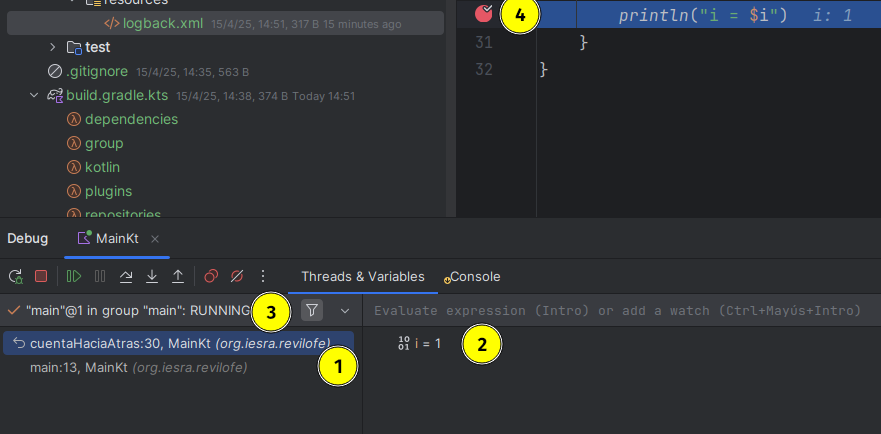 resources
logback.xml 15/4/25, 14:51, 317 B 15 minutes ago
test
.gitignore 15/4/25, 14:35, 563 B
build.gradle.kts 15/4/25, 14:38, 374 B Today 14:51
dependencies
group
kotlin
plugins
repositories
4 println("i = $i") i: 1
31 }
32 }
Debug MainKt
Threads & Variables Console
"main"@1 in group "main": RUNNING 3
Evaluate expression (Intro) or add a watch (Ctrl+Mayús+Intro)
cuentaHaciaAtras:30, MainKt (org.iesra.revilofe)
1
main:13, MainKt (org.iesra.revilofe)
10 01 i = 1 2